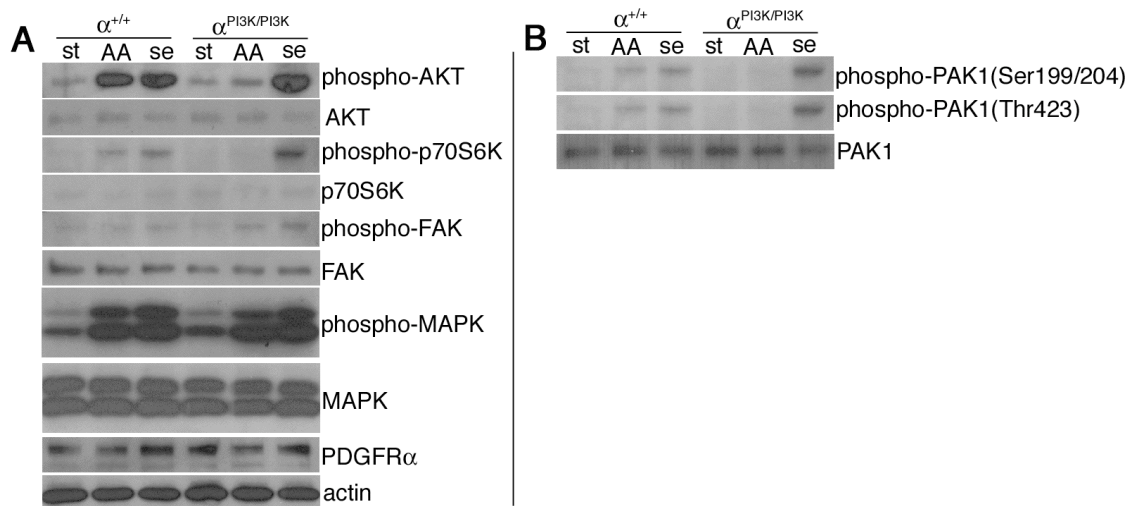 A
α+/+ αPI3K/PI3K
st AA se st AA se
phospho-AKT
AKT
phospho-p70S6K
p70S6K
phospho-FAK
FAK
phospho-MAPK
MAPK
PDGFRα
actin
B
α+/+ αPI3K/PI3K
st AA se st AA se
phospho-PAK1(Ser199/204)
phospho-PAK1(Thr423)
PAK1